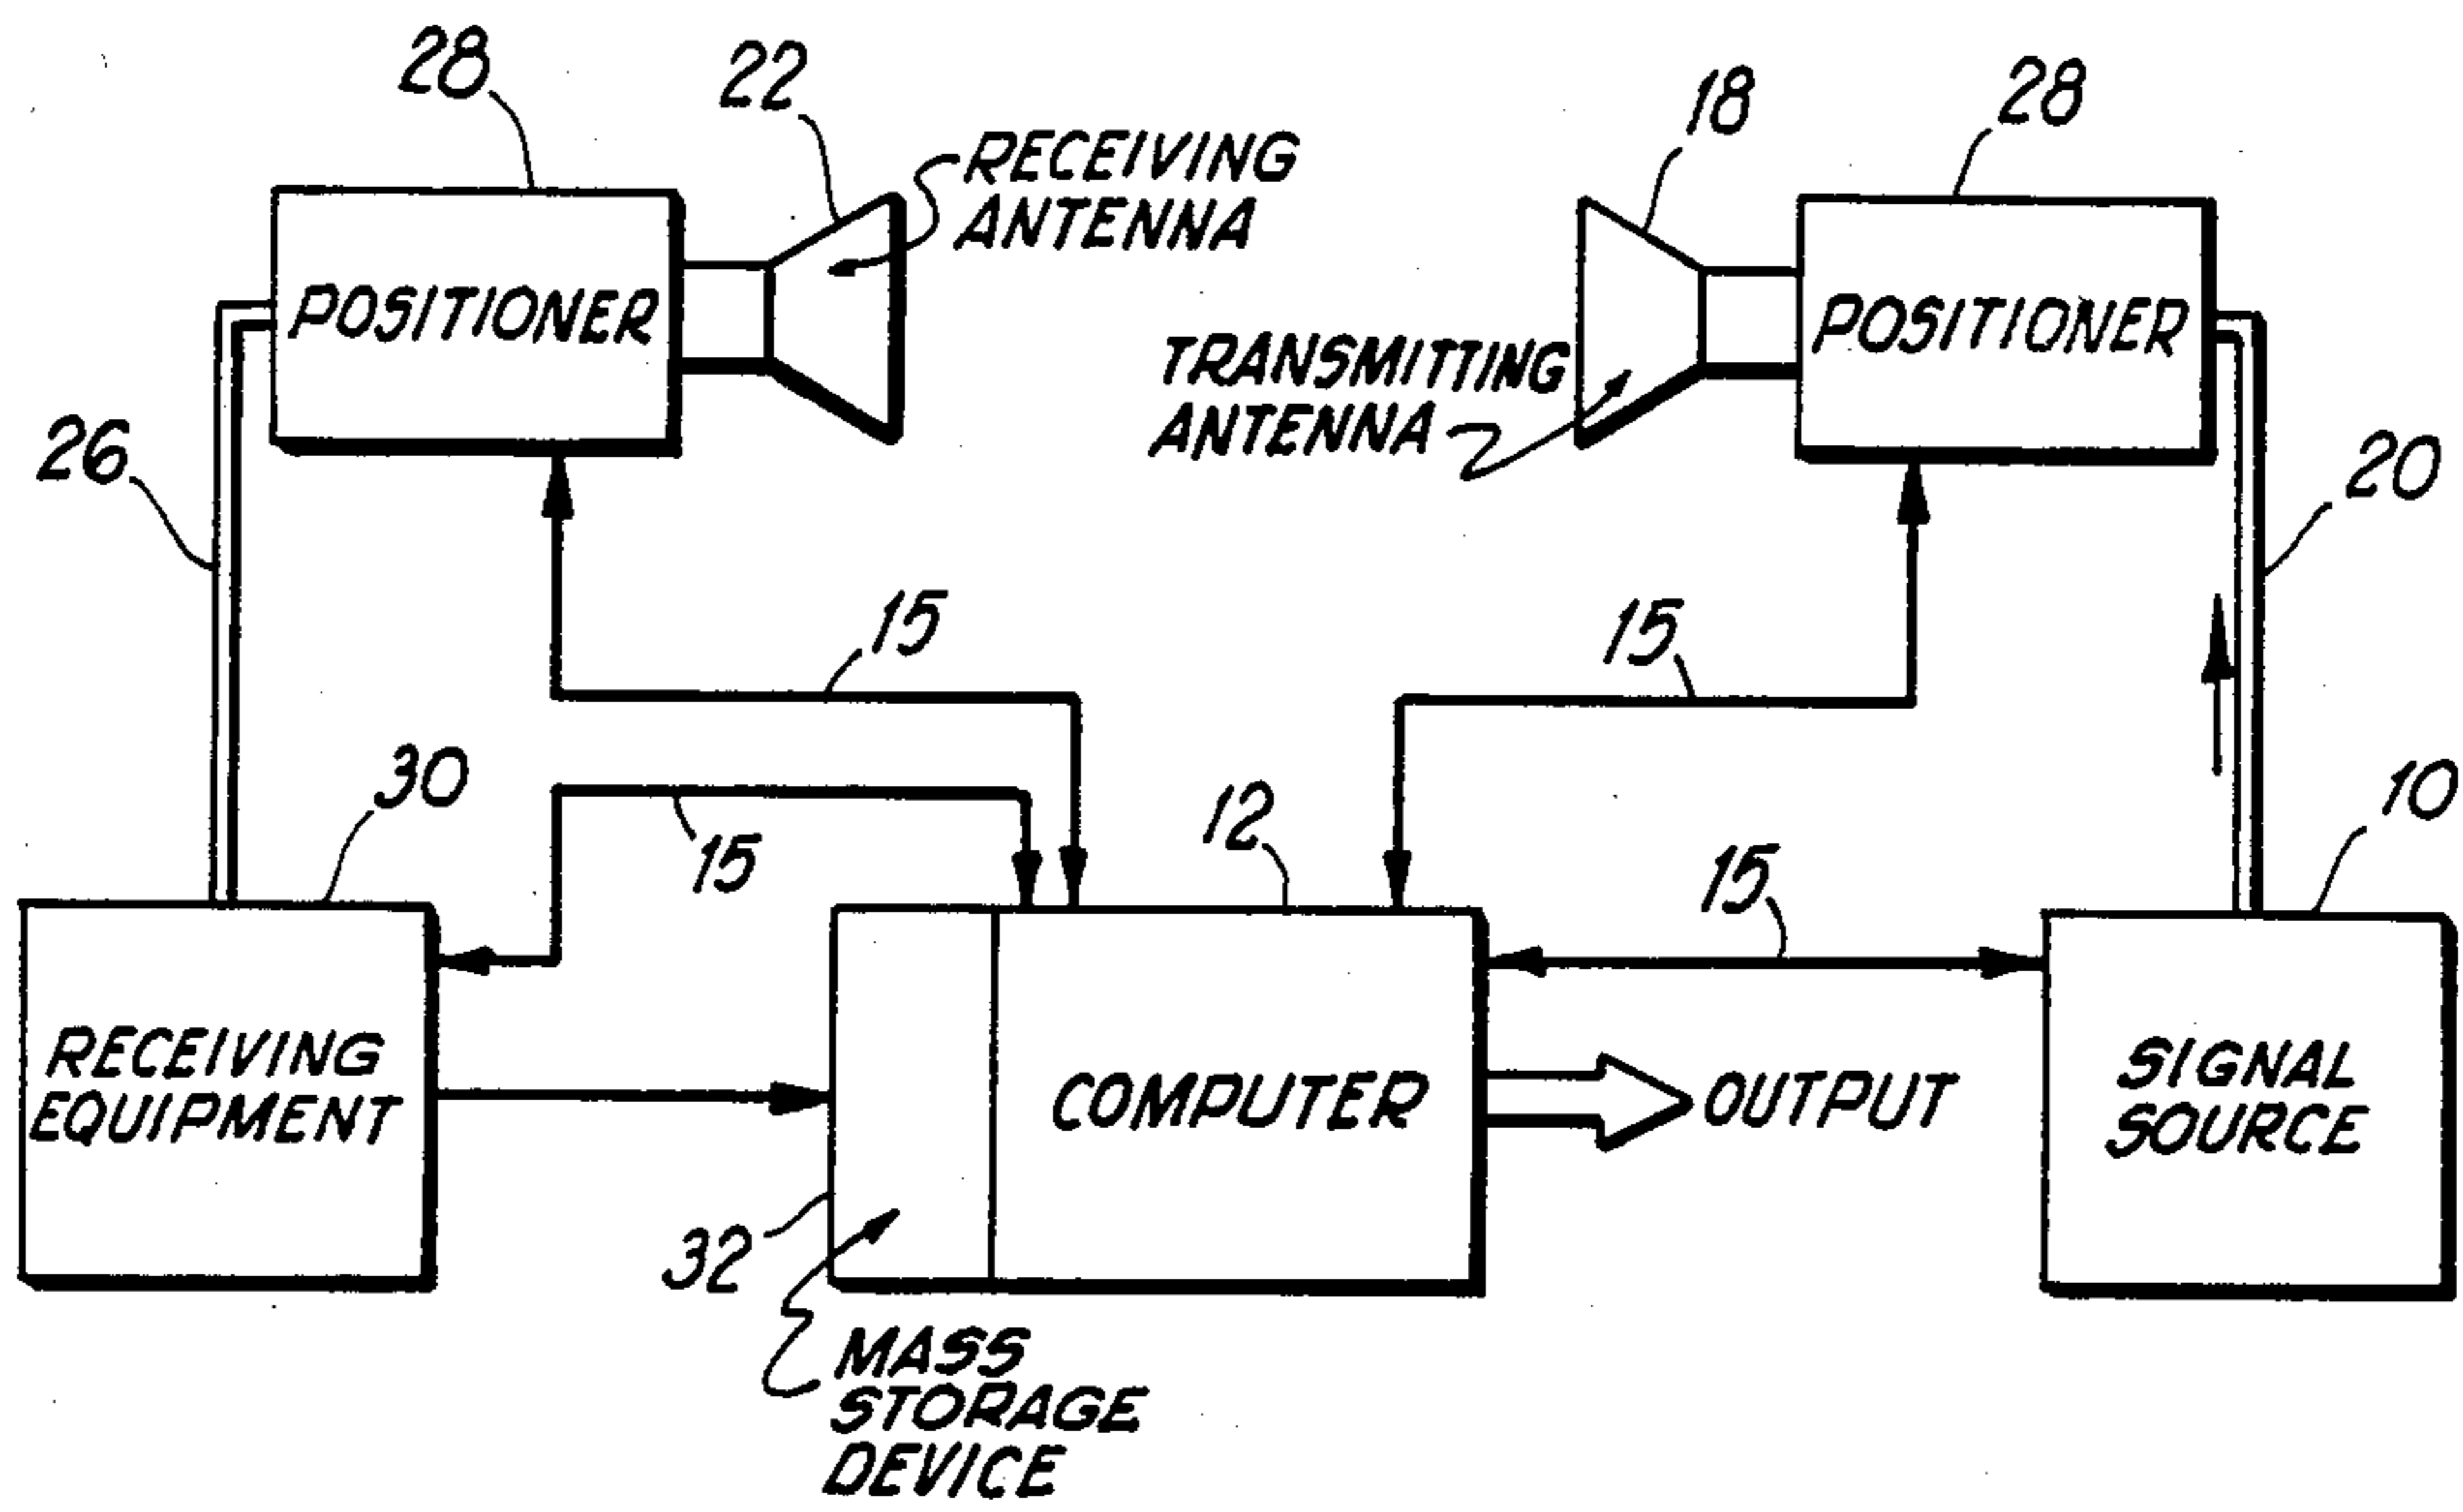 28
22
RECEIVING
ANTENNA
18
28
POSITIONER
POSITIONER
TRANSMITTING
ANTENNA
26
20
15
15
30
15
12
15
10
RECEIVING
EQUIPMENT
COMPUTER
OUTPUT
SIGNAL
SOURCE
32
MASS
STORAGE
DEVICE